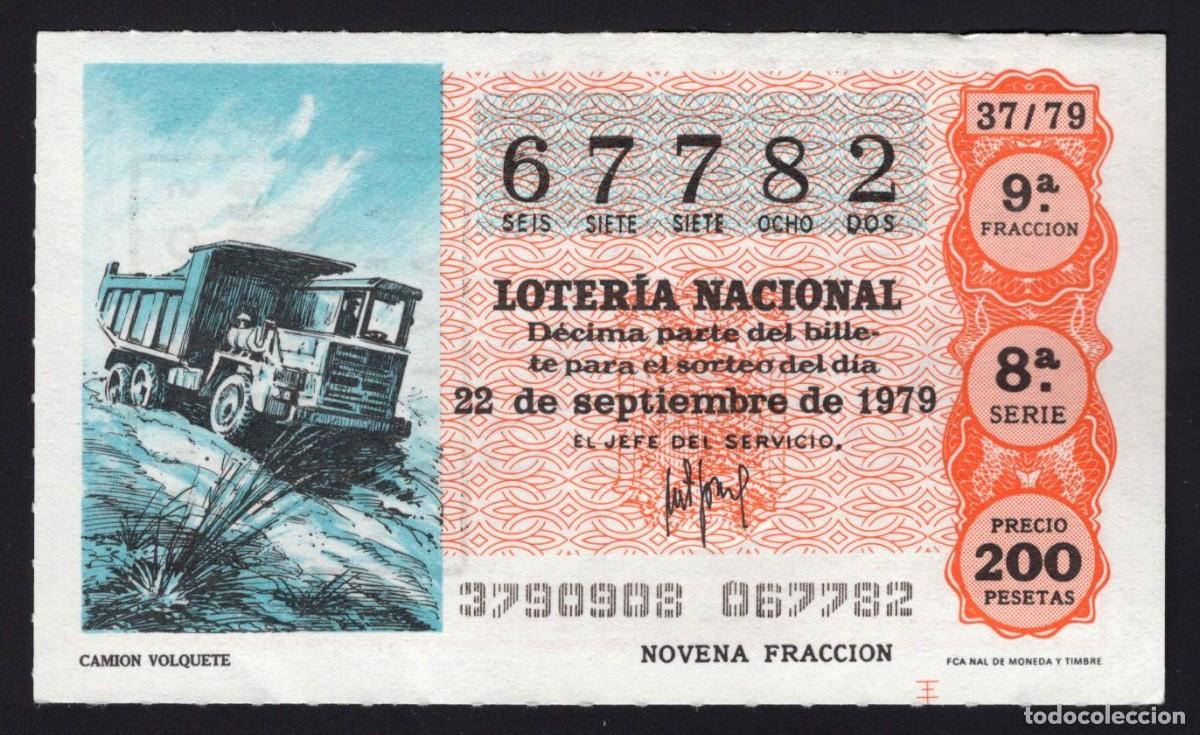 67782
SEIS SIETE SIETE OCHO DOS
LOTERÍA NACIONAL
Décima parte del bille-
te para el sorteo del día
22 de septiembre de 1979
EL JEFE DEL SERVICIO,
3790908 067782
NOVENA FRACCION
37/79
9ª.
FRACCION
8ª.
SERIE
PRECIO
200
PESETAS
FCA NAL DE MONEDA Y TIMBRE
CAMION VOLQUETE
todocoleccion